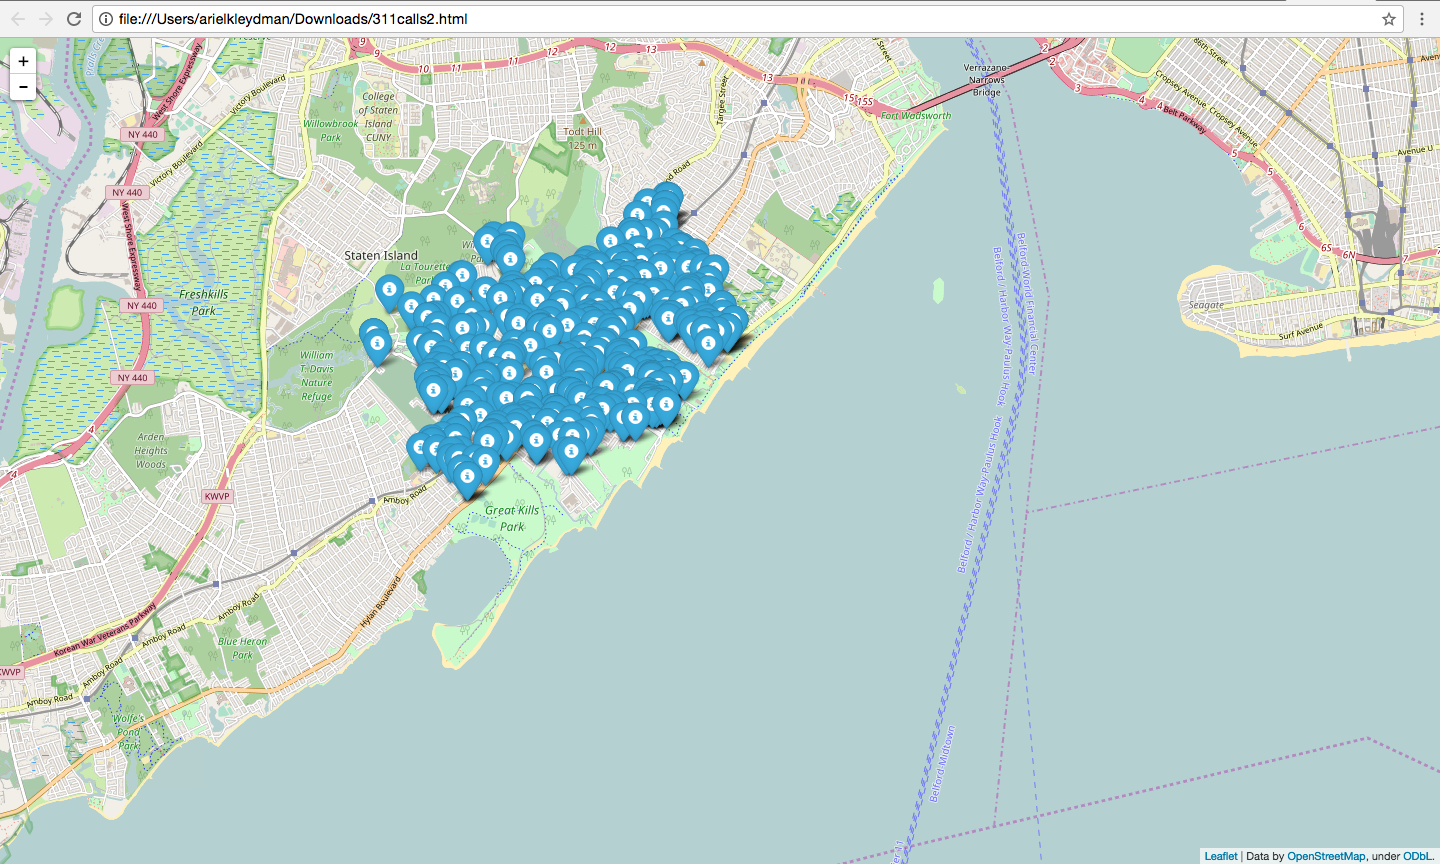 file:///Users/arielkleydman/Downloads/311calls2.html
+
-
West Shore Expressway
NY 440
Victory Boulevard
Victory Boulevard
NY 440
West Shore Expressway
NY 440
NY 440
Freshkills
Park
Willowbrook
Park
College
of Staten
Island
CUNY
9
9
10
11
11
12
12
13
13
15S
15S
Todt Hill
125 m
Targee Street
Fort Wadsworth
Verrazano-
Narrows
Bridge
2
2
3
4
4
Belt Parkway
5
5
6
6S
6N
7
86th Street
Cropsey Avenue
Cropsey Avenue
Avenue U
Seagate
Surf Avenue
Staten Island
La Tourette
Park
William
T. Davis
Nature
Refuge
Arden
Heights
Woods
4
KWVP
Amboy Road
Great Kills
Park
Hylan Boulevard
Korean War Veterans Parkway
Amboy Road
Amboy Road
Amboy Road
Amboy Road
KWVP
Blue Heron
Park
Wolfe's
Pond
Park
Belford-World Financial Center
Belford / Harbor Way-Paulus Hook
Belford / Harbor Way-Paulus Hook
Belford-Midtown
Leaflet | Data by OpenStreetMap, under ODbL.